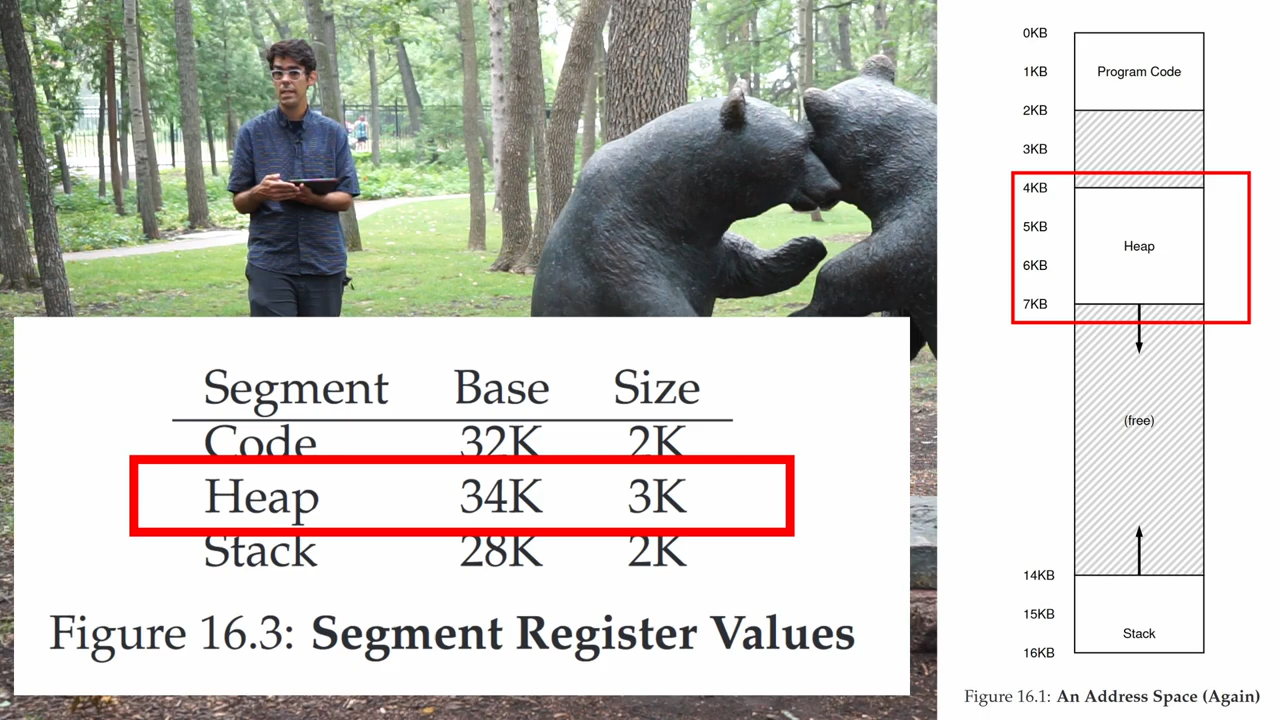 Segment Base Size
Code 32K 2K
Heap 34K 3K
Stack 28K 2K
Figure 16.3: Segment Register Values
0KB
1KB
Program Code
2KB
3KB
4KB
5KB
Heap
6KB
7KB
(free)
14KB
15KB
Stack
16KB
Figure 16.1: An Address Space (Again)